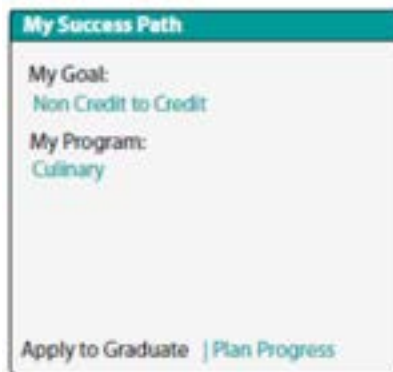 My Success Path
My Goal:
Non Credit to Credit
My Program:
Culinary
Apply to Graduate | Plan Progress